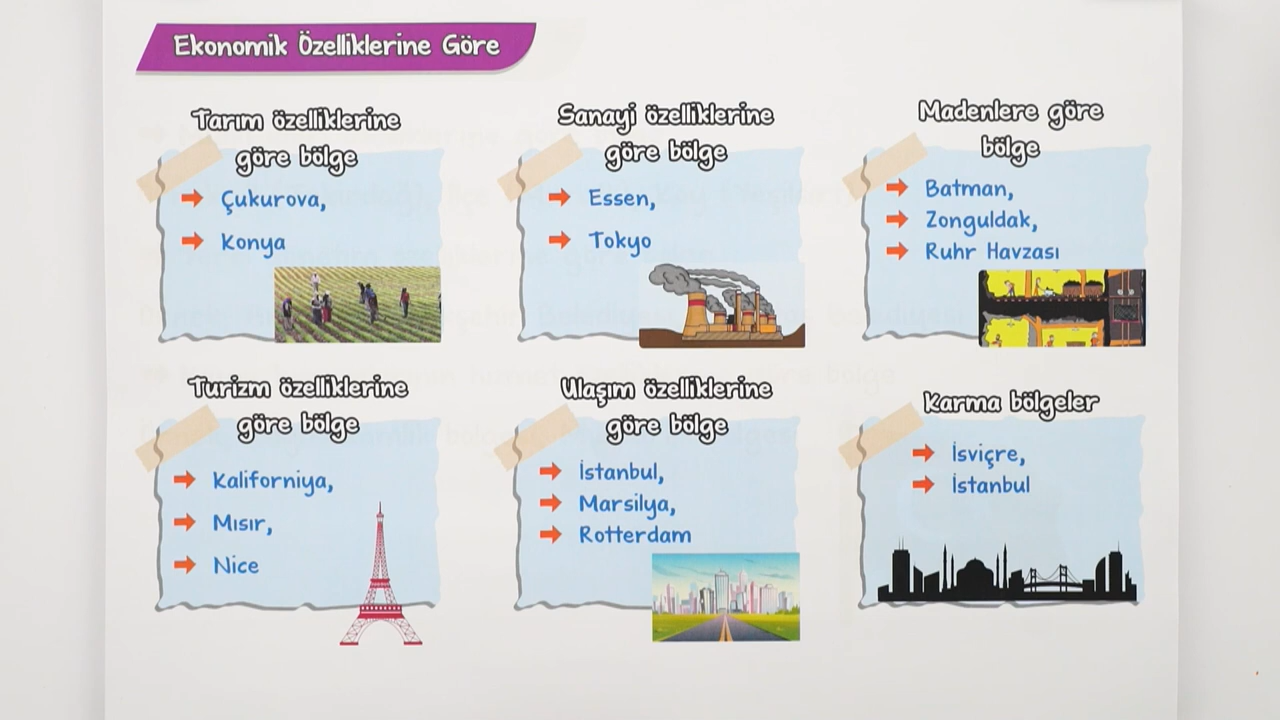 Ekonomik Özelliklerine Göre
Tarım özelliklerine
göre bölge
Çukurova,
Konya
Sanayi özelliklerine
göre bölge
Essen,
Tokyo
Madenlere göre
bölge
Batman,
Zonguldak,
Ruhr Havzası
Turizm özelliklerine
göre bölge
Kaliforniya,
Mısır,
Nice
Ulaşım özelliklerine
göre bölge
İstanbul,
Marsilya,
Rotterdam
Karma bölgeler
İsviçre,
İstanbul